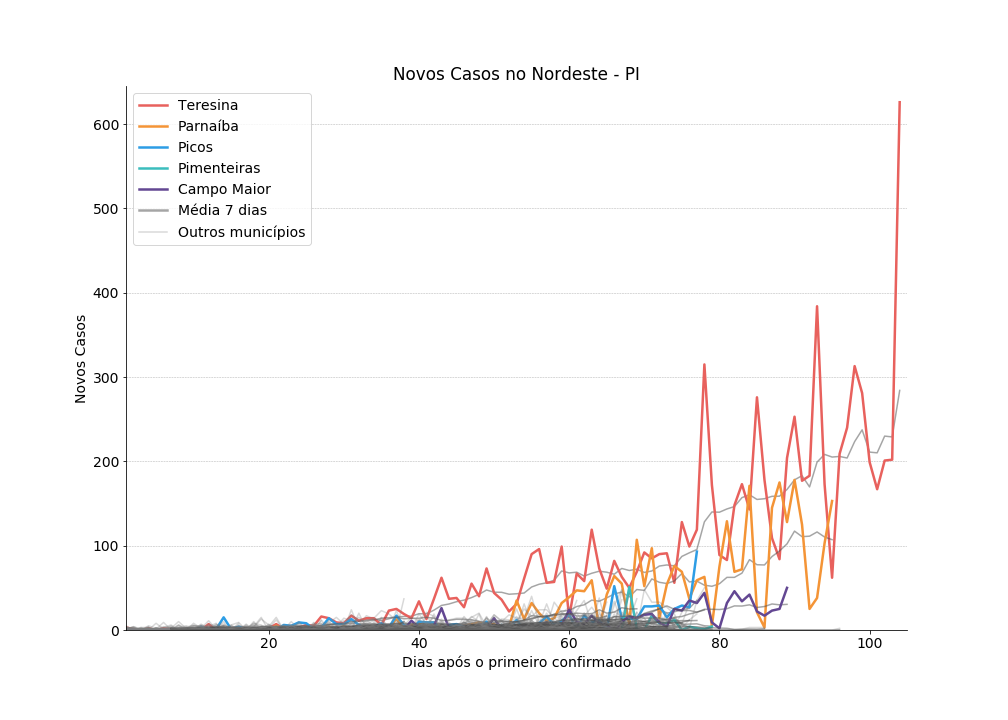 Novos Casos no Nordeste - PI
Teresina
Parnaíba
Picos
Pimenteiras
Campo Maior
Média 7 dias
Outros municípios
600
500
400
300
200
100
0
Novos Casos
20
40
60
80
100
Dias após o primeiro confirmado